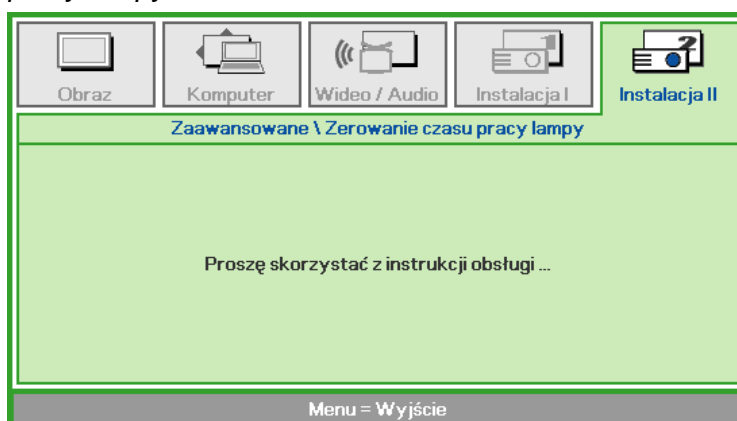 Obraz
Komputer
Wideo / Audio
Instalacja I
Instalacja II
Zaawansowane \ Zerowanie czasu pracy lampy
Proszę skorzystać z instrukcji obsługi ...
Menu = Wyjście